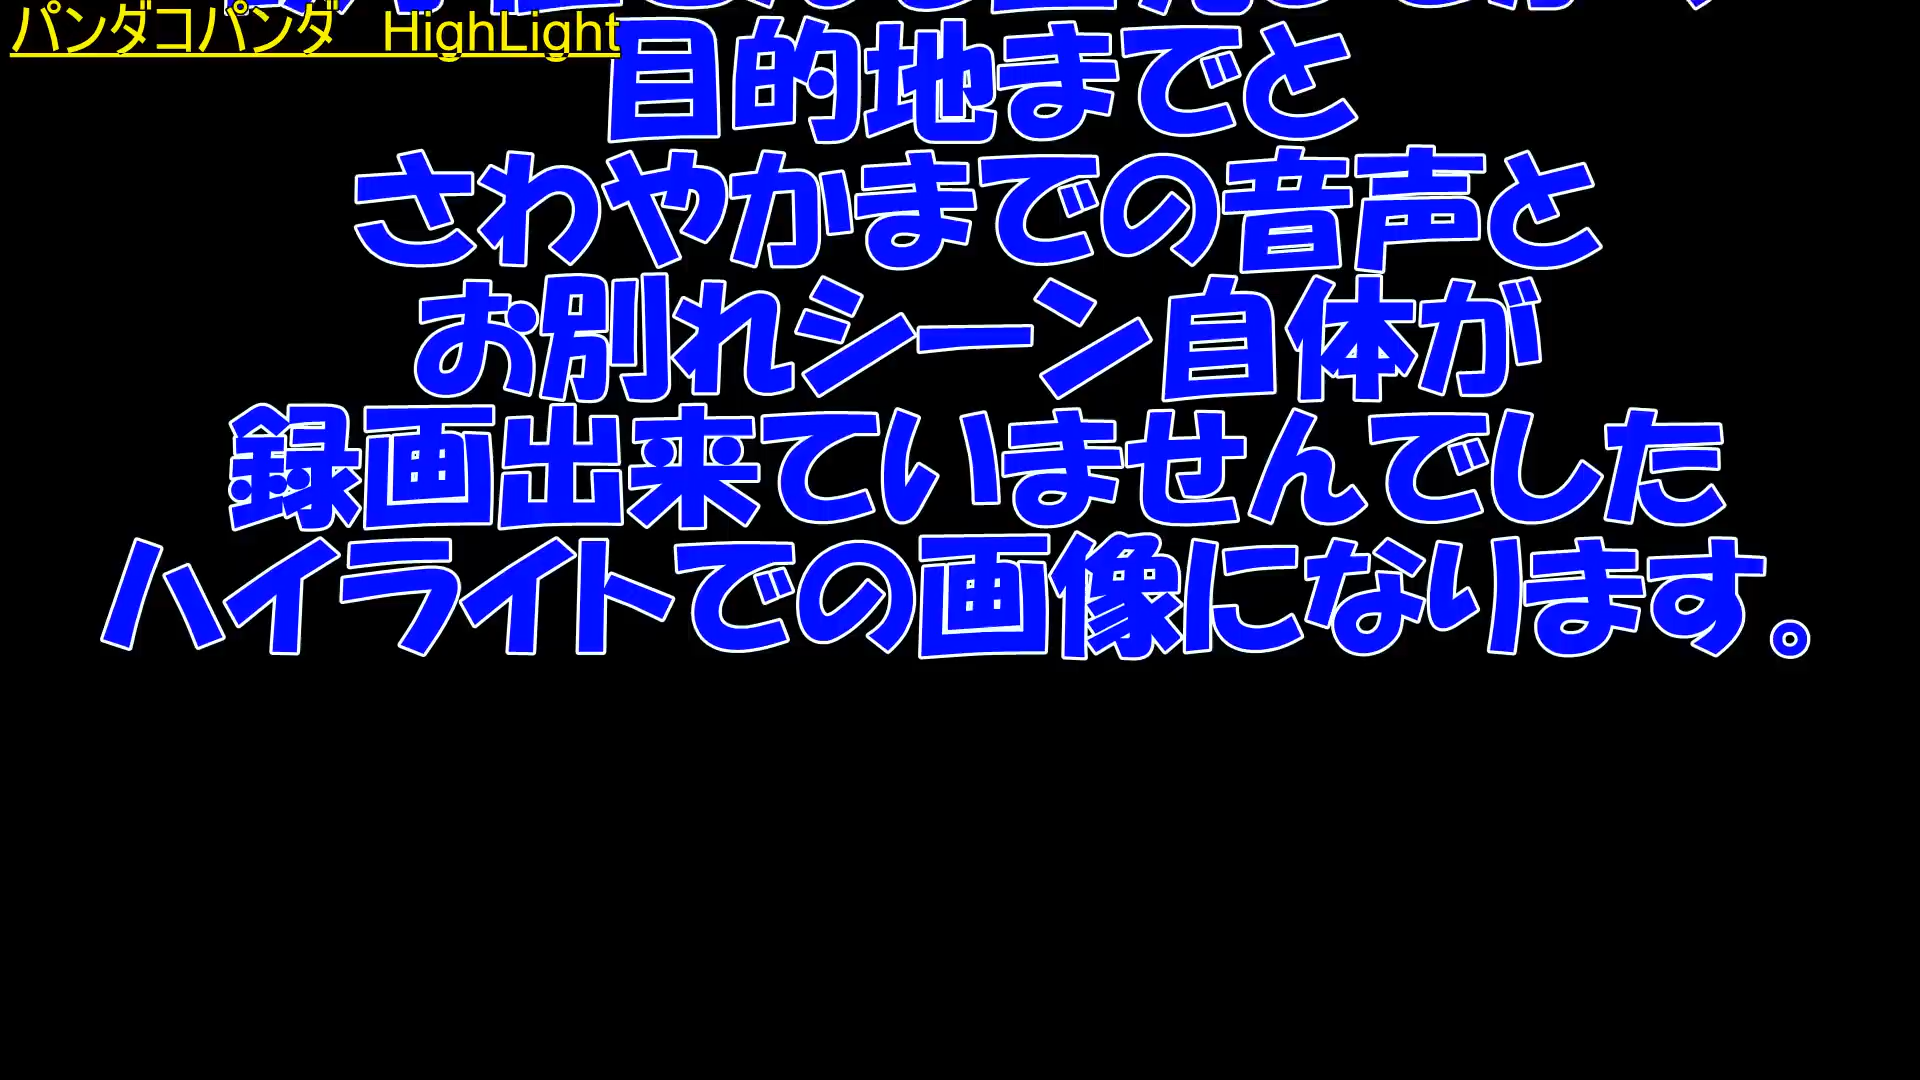 パンダコパンダ　HighLight
目的地までと
さわやかまでの音声と
お別れシーン自体が
録画出来ていませんでした
ハイライトでの画像になります。